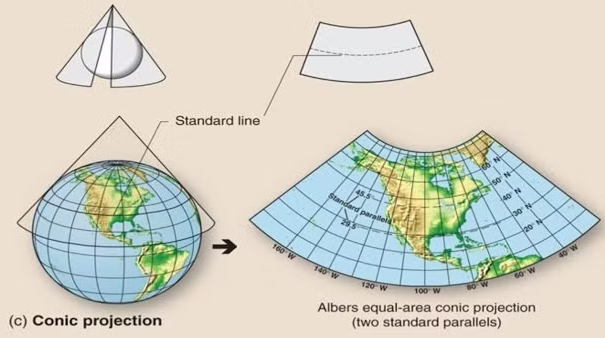 Standard line
(c) Conic projection
45.5
Standard parallels
29.5
60° N
50° N
40° N
30° N
20° N
160° W
140° W
120° W
100° W
80° W
60° W
40° W
Albers equal-area conic projection
(two standard parallels)